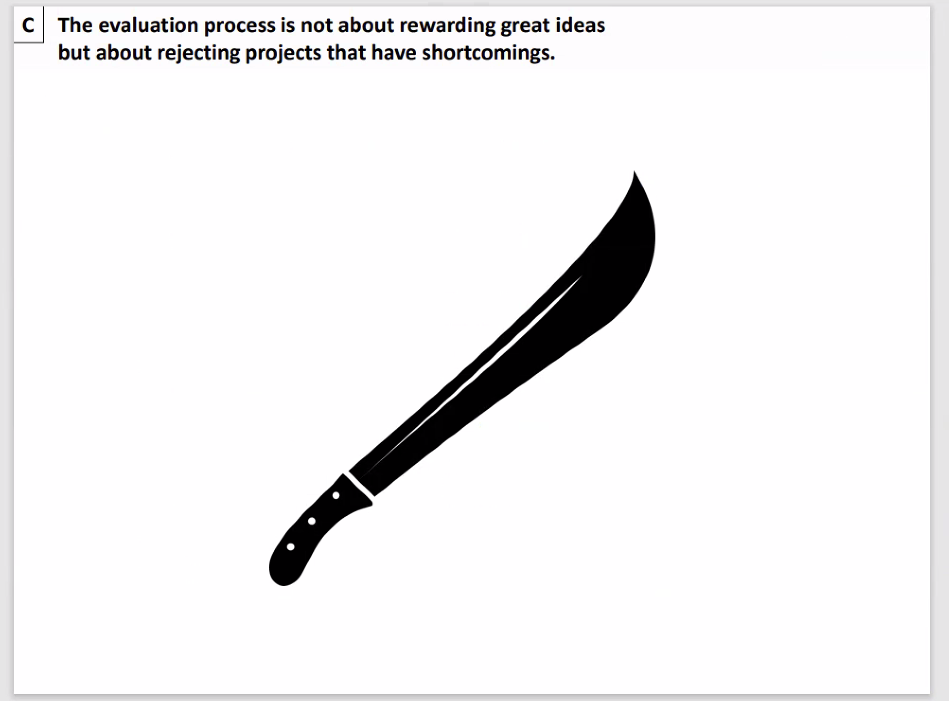 C
The evaluation process is not about rewarding great ideas
but about rejecting projects that have shortcomings.